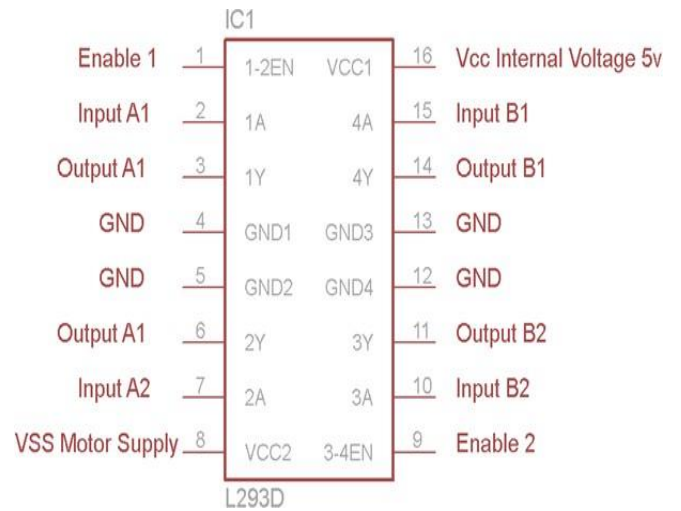 IC1
Enable 1 1 1-2EN VCC1 16 Vcc Internal Voltage 5v
Input A1 2 1A 4A 15 Input B1
Output A1 3 1Y 4Y 14 Output B1
GND 4 GND1 GND3 13 GND
GND 5 GND2 GND4 12 GND
Output A1 6 2Y 3Y 11 Output B2
Input A2 7 2A 3A 10 Input B2
VSS Motor Supply 8 VCC2 3-4EN 9 Enable 2
L293D